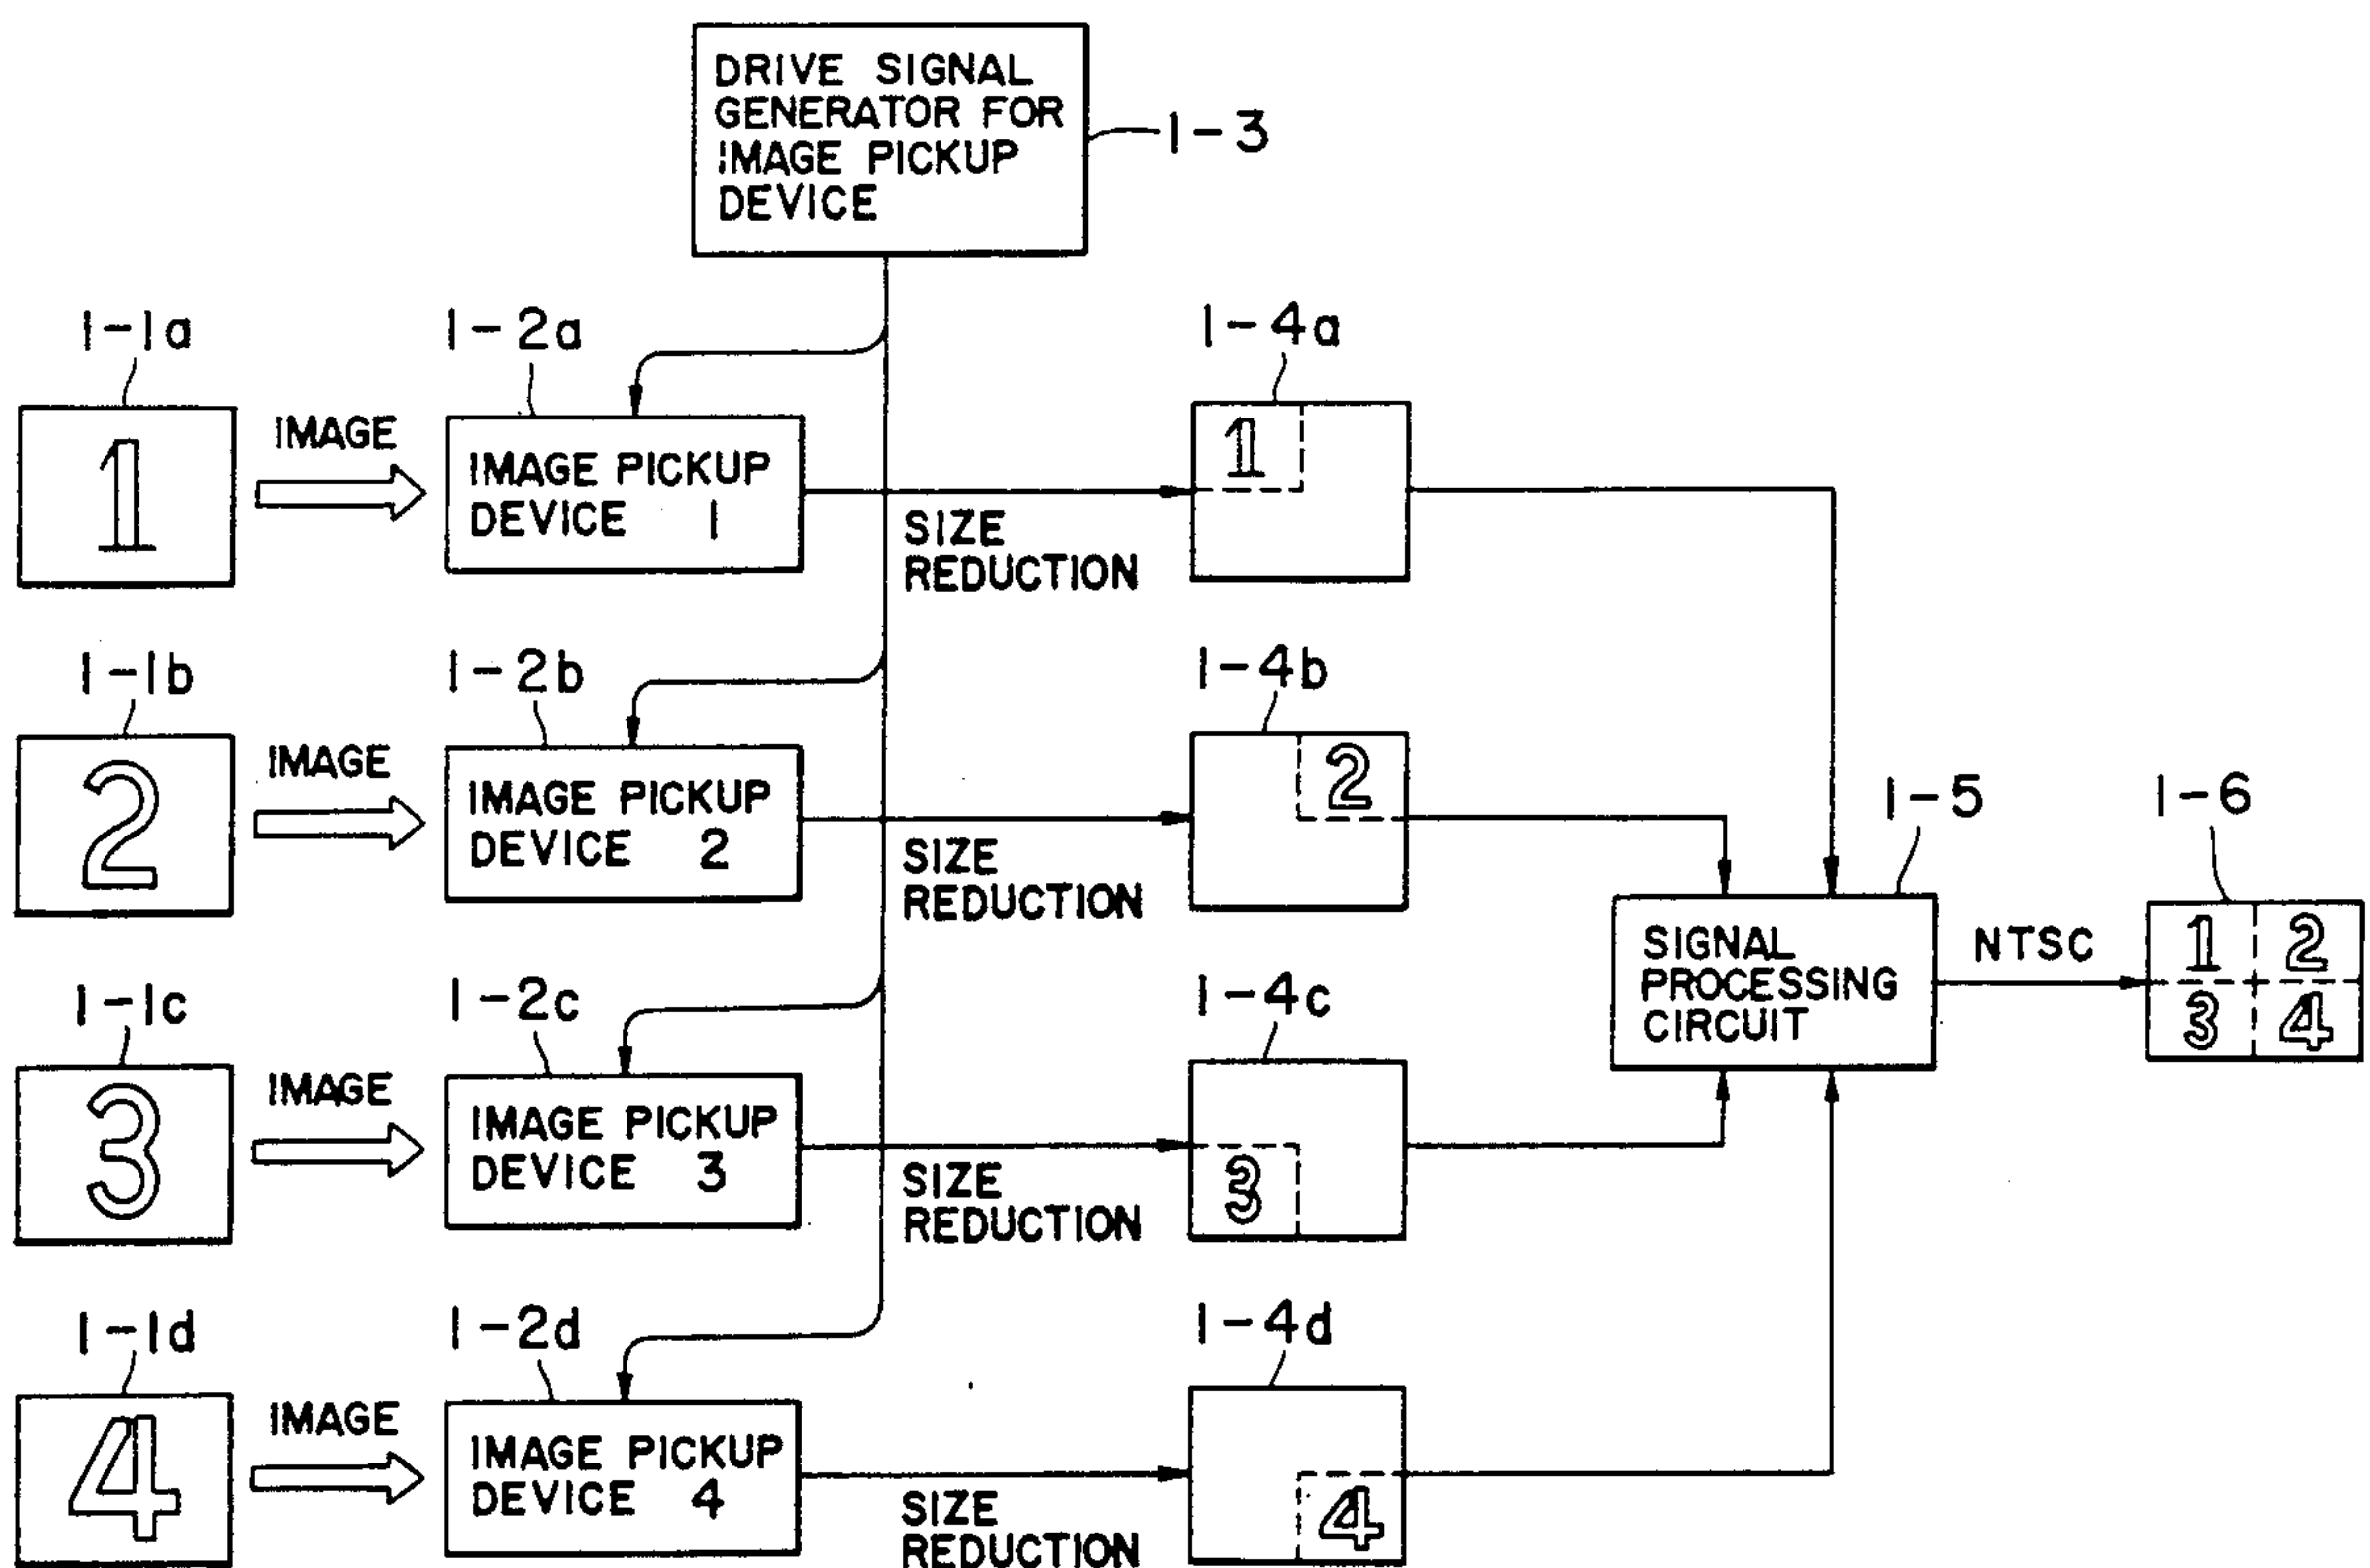 DRIVE SIGNAL
GENERATOR FOR
IMAGE PICKUP
DEVICE
1-3
1-1a
1-2a
1-4a
1
IMAGE
IMAGE PICKUP
DEVICE 1
SIZE
REDUCTION
1
1-1b
1-2b
1-4b
2
IMAGE
IMAGE PICKUP
DEVICE 2
SIZE
REDUCTION
2
1-5
1-6
SIGNAL
PROCESSING
CIRCUIT
NTSC
1 2
3 4
1-1c
1-2c
1-4c
3
IMAGE
IMAGE PICKUP
DEVICE 3
SIZE
REDUCTION
3
1-1d
1-2d
1-4d
4
IMAGE
IMAGE PICKUP
DEVICE 4
SIZE
REDUCTION
4